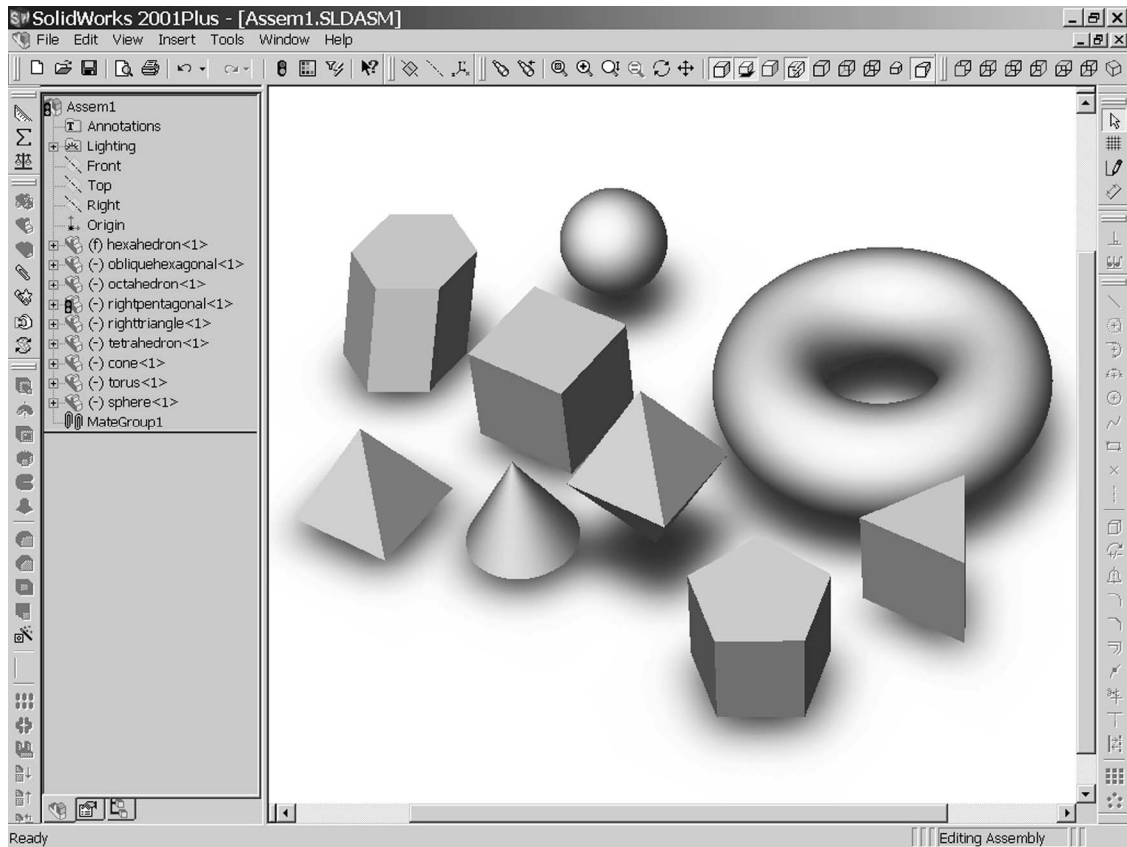 SolidWorks 2001Plus - [Assem1.SLDASM]
File Edit View Insert Tools Window Help
Assem1
Annotations
Lighting
Front
Top
Right
Origin
(f) hexahedron<1>
(-) obliquehexagonal<1>
(-) octahedron<1>
(-) rightpentagonal<1>
(-) righttriangle<1>
(-) tetrahedron<1>
(-) cone<1>
(-) torus<1>
(-) sphere<1>
MateGroup1
Ready
Editing Assembly